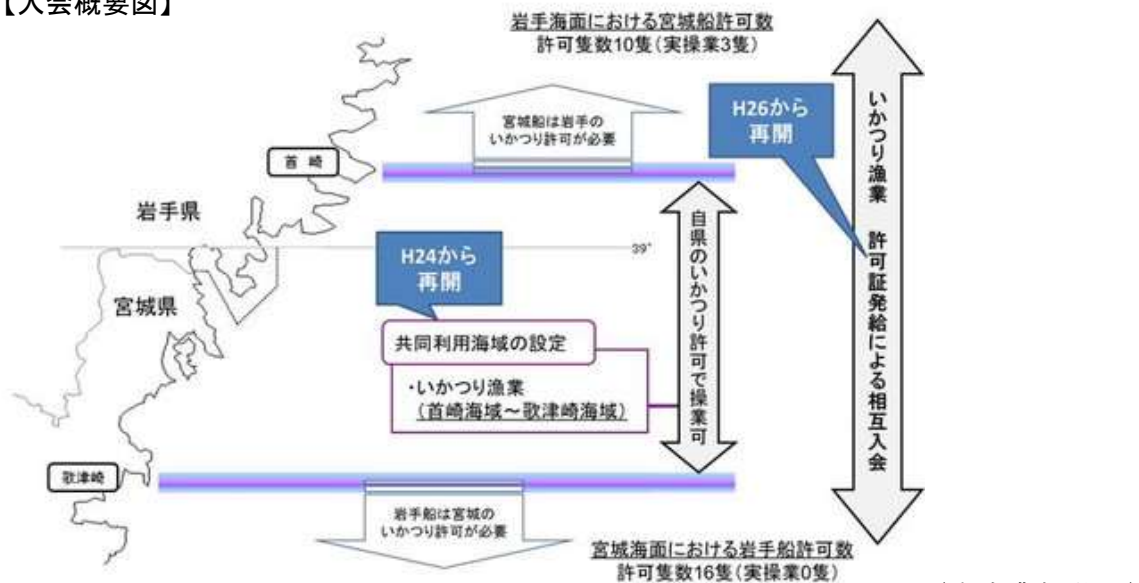 【入会概要図】
岩手海面における宮城船許可数
許可隻数10隻(実操業3隻)
宮城船は岩手の
いかつり許可が必要
H26から
再開
首 崎
岩手県
39°
H24から
再開
宮城県
共同利用海域の設定
・いかつり漁業
(首崎海域～歌津崎海域)
自県のいかつり許可で操業可
いかつり漁業 許可証発給による相互入会
歌津崎
岩手船は宮城の
いかつり許可が必要
宮城海面における岩手船許可数
許可隻数16隻(実操業0隻)